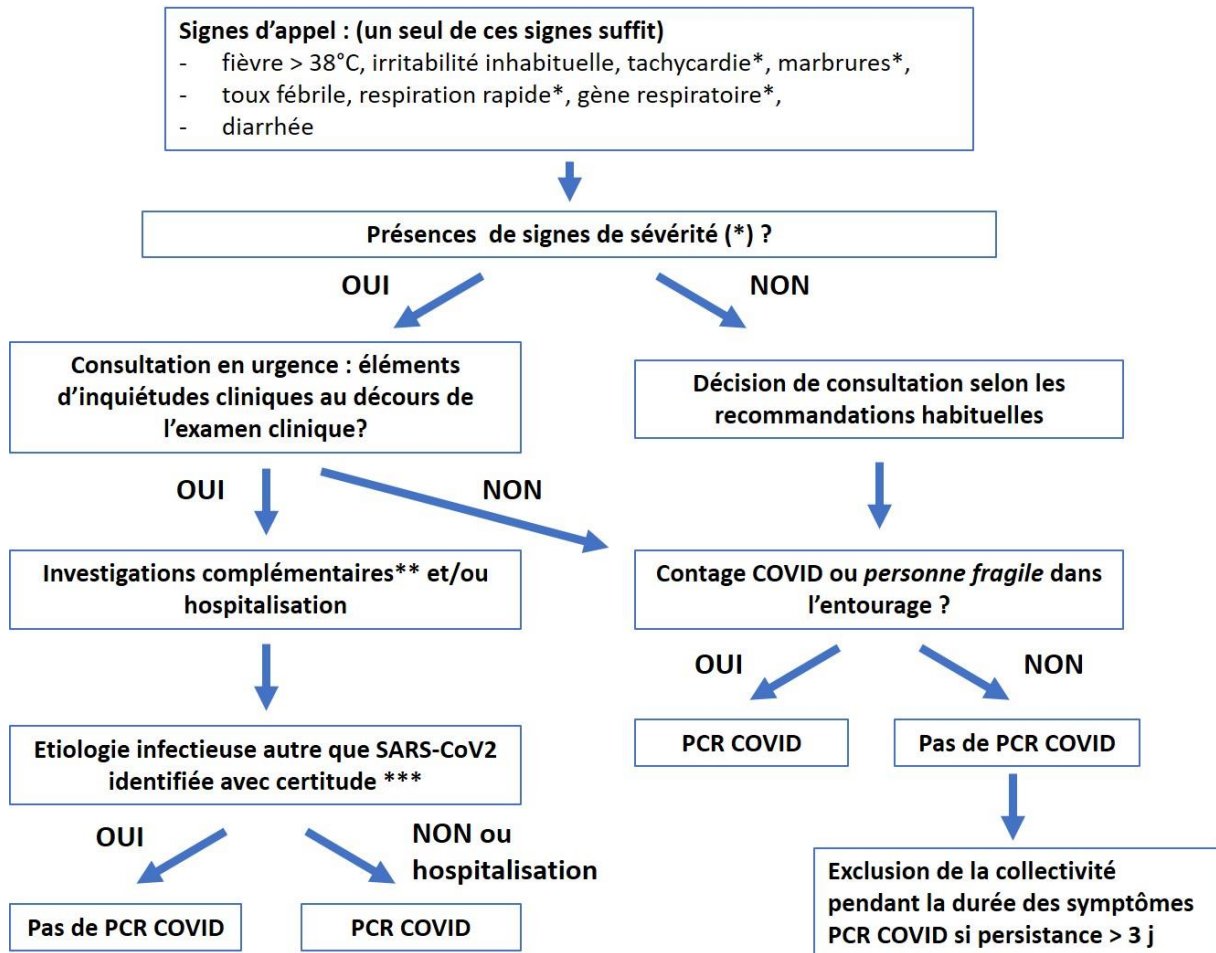 Signes d’appel : (un seul de ces signes suffit)
- fièvre > 38°C, irritabilité inhabituelle, tachycardie*, marbrures*,
- toux fébrile, respiration rapide*, gène respiratoire*,
- diarrhée
Présences de signes de sévérité (*) ?
OUI
NON
Consultation en urgence : éléments
d’inquiétudes cliniques au décours de
l’examen clinique?
Décision de consultation selon les
recommandations habituelles
OUI
NON
Investigations complémentaires** et/ou
hospitalisation
Contage COVID ou personne fragile dans
l’entourage ?
OUI
NON
Etiologie infectieuse autre que SARS-CoV2
identifiée avec certitude ***
PCR COVID
Pas de PCR COVID
OUI
NON ou
hospitalisation
Pas de PCR COVID
PCR COVID
Exclusion de la collectivité
pendant la durée des symptômes
PCR COVID si persistance > 3 j